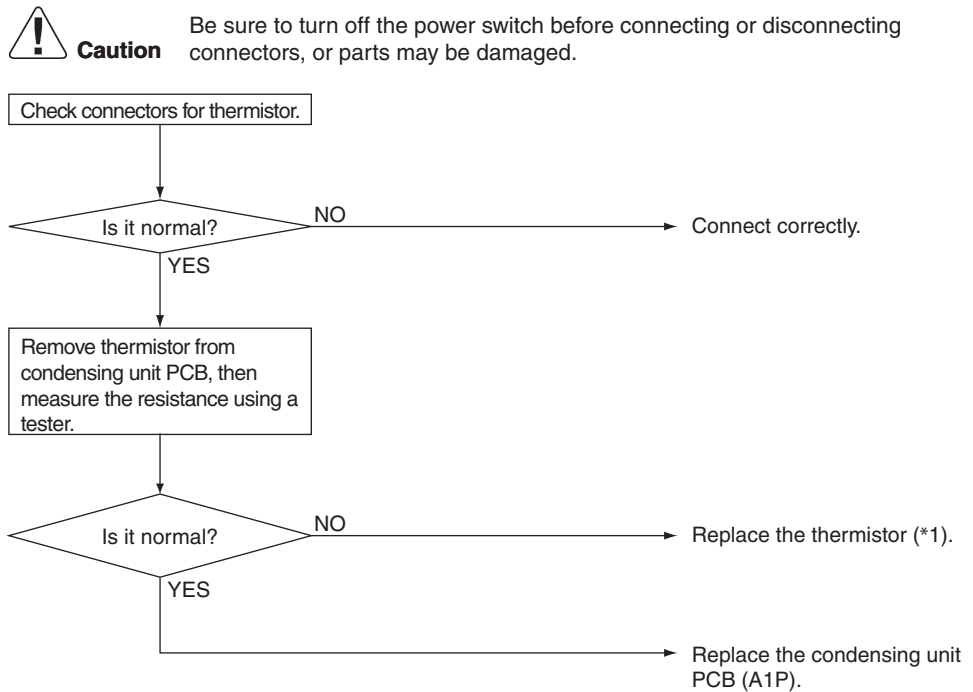 Caution
Be sure to turn off the power switch before connecting or disconnecting
connectors, or parts may be damaged.
Check connectors for thermistor.
Is it normal?
NO
Connect correctly.
YES
Remove thermistor from
condensing unit PCB, then
measure the resistance using a
tester.
Is it normal?
NO
Replace the thermistor (*1).
YES
Replace the condensing unit
PCB (A1P).